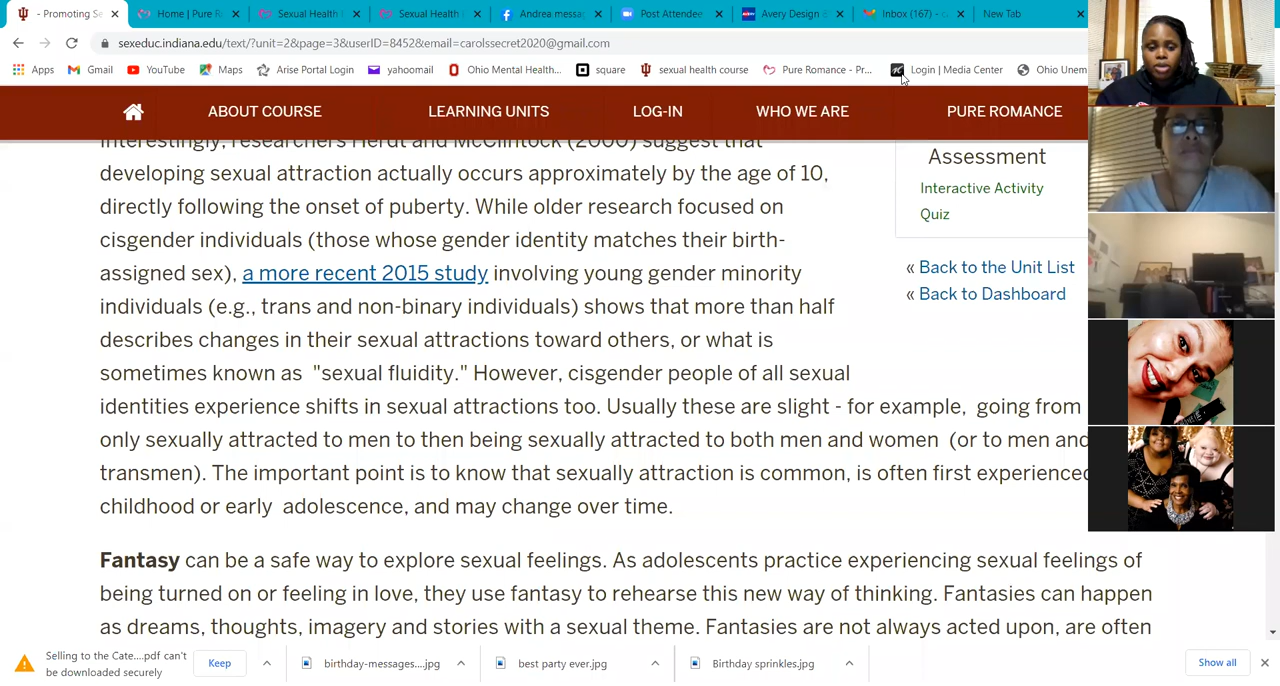 - Promoting Se
Home | Pure R
Sexual Health
Sexual Health
Andrea messa
Post Attendee
Avery Design &
Inbox (167) -
New Tab
sexeduc.indiana.edu/text/?unit=2&page=3&userID=8452&email=carolssecret2020@gmail.com
Apps
Gmail
YouTube
Maps
Arise Portal Login
yahoomail
Ohio Mental Health...
square
sexual health course
Pure Romance - Pr...
Login | Media Center
Ohio Unem
ABOUT COURSE
LEARNING UNITS
LOG-IN
WHO WE ARE
PURE ROMANCE
Interestingly, researchers Herdt and McClintock (2000) suggest that
developing sexual attraction actually occurs approximately by the age of 10,
directly following the onset of puberty. While older research focused on
cisgender individuals (those whose gender identity matches their birth-
assigned sex), a more recent 2015 study involving young gender minority
individuals (e.g., trans and non-binary individuals) shows that more than half
describes changes in their sexual attractions toward others, or what is
sometimes known as "sexual fluidity." However, cisgender people of all sexual
identities experience shifts in sexual attractions too. Usually these are slight - for example, going from
only sexually attracted to men to then being sexually attracted to both men and women (or to men and
transmen). The important point is to know that sexually attraction is common, is often first experienced
childhood or early adolescence, and may change over time.
Fantasy can be a safe way to explore sexual feelings. As adolescents practice experiencing sexual feelings of
being turned on or feeling in love, they use fantasy to rehearse this new way of thinking. Fantasies can happen
as dreams, thoughts, imagery and stories with a sexual theme. Fantasies are not always acted upon, are often
Assessment
Interactive Activity
Quiz
« Back to the Unit List
« Back to Dashboard
Selling to the Cate....pdf can't
be downloaded securely
Keep
birthday-messages....jpg
best party ever.jpg
Birthday sprinkles.jpg
Show all